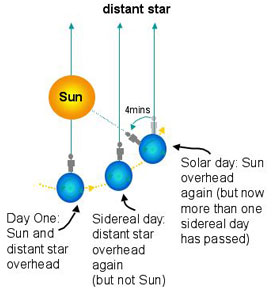 distant star
Sun
4mins
Solar day: Sun
overhead
again (but now
more than one
sidereal day
has passed)
Day One:
Sun and
distant star
overhead
Sidereal day:
distant star
overhead
again
(but not Sun)